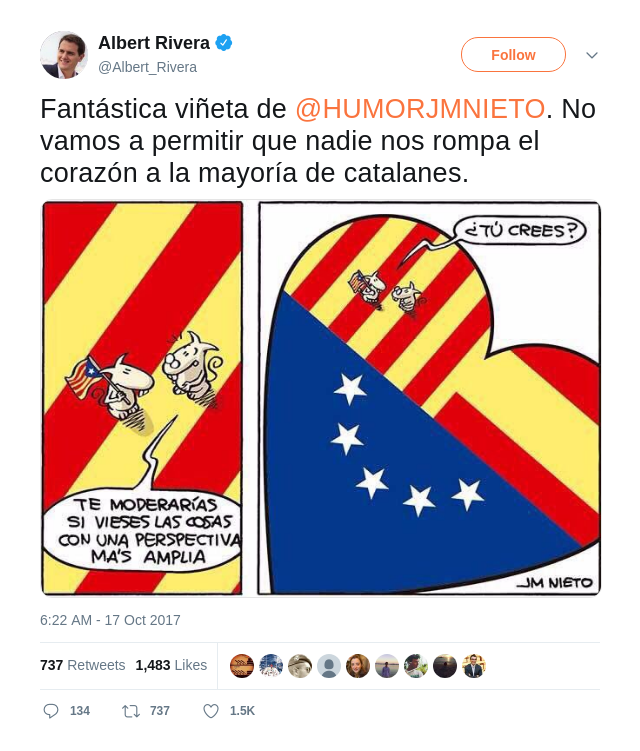 Albert Rivera
@Albert_Rivera
Follow
Fantástica viñeta de @HUMORJMNIETO. No
vamos a permitir que nadie nos rompa el
corazón a la mayoría de catalanes.
TE MODERARÍAS
SI VIESES LAS COSAS
CON UNA PERSPECTIVA
MA'S AMPLIA
¿TÚ CREES?
JM NIETO
6:22 AM - 17 Oct 2017
737 Retweets 1,483 Likes
134 737 1.5K